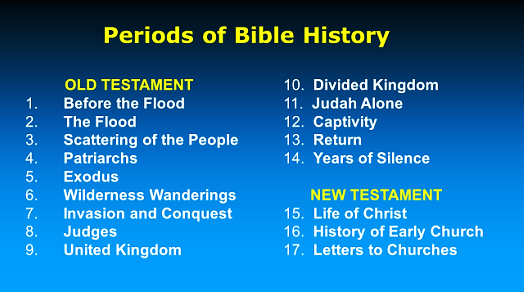 Periods of Bible History
OLD TESTAMENT
1. Before the Flood
2. The Flood
3. Scattering of the People
4. Patriarchs
5. Exodus
6. Wilderness Wanderings
7. Invasion and Conquest
8. Judges
9. United Kingdom
10. Divided Kingdom
11. Judah Alone
12. Captivity
13. Return
14. Years of Silence
NEW TESTAMENT
15. Life of Christ
16. History of Early Church
17. Letters to Churches